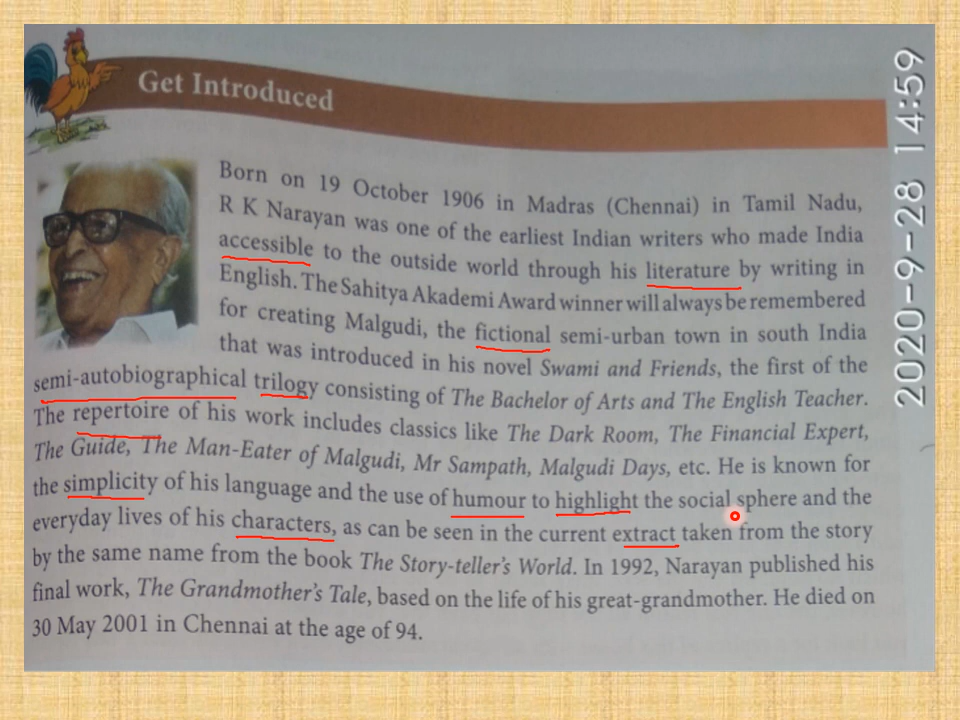 Get Introduced
Born on 19 October 1906 in Madras (Chennai) in Tamil Nadu,
R K Narayan was one of the earliest Indian writers who made India
accessible to the outside world through his literature by writing in
English. The Sahitya Akademi Award winner will always be remembered
for creating Malgudi, the fictional semi-urban town in south India
that was introduced in his novel Swami and Friends, the first of the
semi-autobiographical trilogy consisting of The Bachelor of Arts and The English Teacher.
The repertoire of his work includes classics like The Dark Room, The Financial Expert,
The Guide, The Man-Eater of Malgudi, Mr Sampath, Malgudi Days, etc. He is known for
the simplicity of his language and the use of humour to highlight the social sphere and the
everyday lives of his characters, as can be seen in the current extract taken from the story
by the same name from the book The Story-teller's World. In 1992, Narayan published his
final work, The Grandmother's Tale, based on the life of his great-grandmother. He died on
30 May 2001 in Chennai at the age of 94.
2020-9-28 14:59